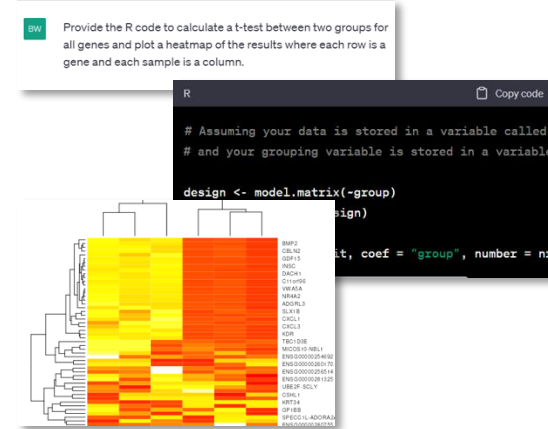 BW
Provide the R code to calculate a t-test between two groups for
all genes and plot a heatmap of the results where each row is a
gene and each sample is a column.
R
Copy code
# Assuming your data is stored in a variable called
# and your grouping variable is stored in a variable
design <- model.matrix(~group)
sign)
it, coef = "group", number = n
BMP2
CBLN2
GDF15
INSC
DACH1
C11orf96
VWA5A
NR4A2
ADGRL3
SLX1B
CXCL1
CXCL3
KDR
TBC1D3E
MICOS10-NBL1
ENSG00000254692
ENSG00000260170
ENSG00000256514
ENSG00000261325
UBE2F-SCLY
CSHL1
KRT34
GP1BB
SPECC1L-ADORA2
ENSG00000280755